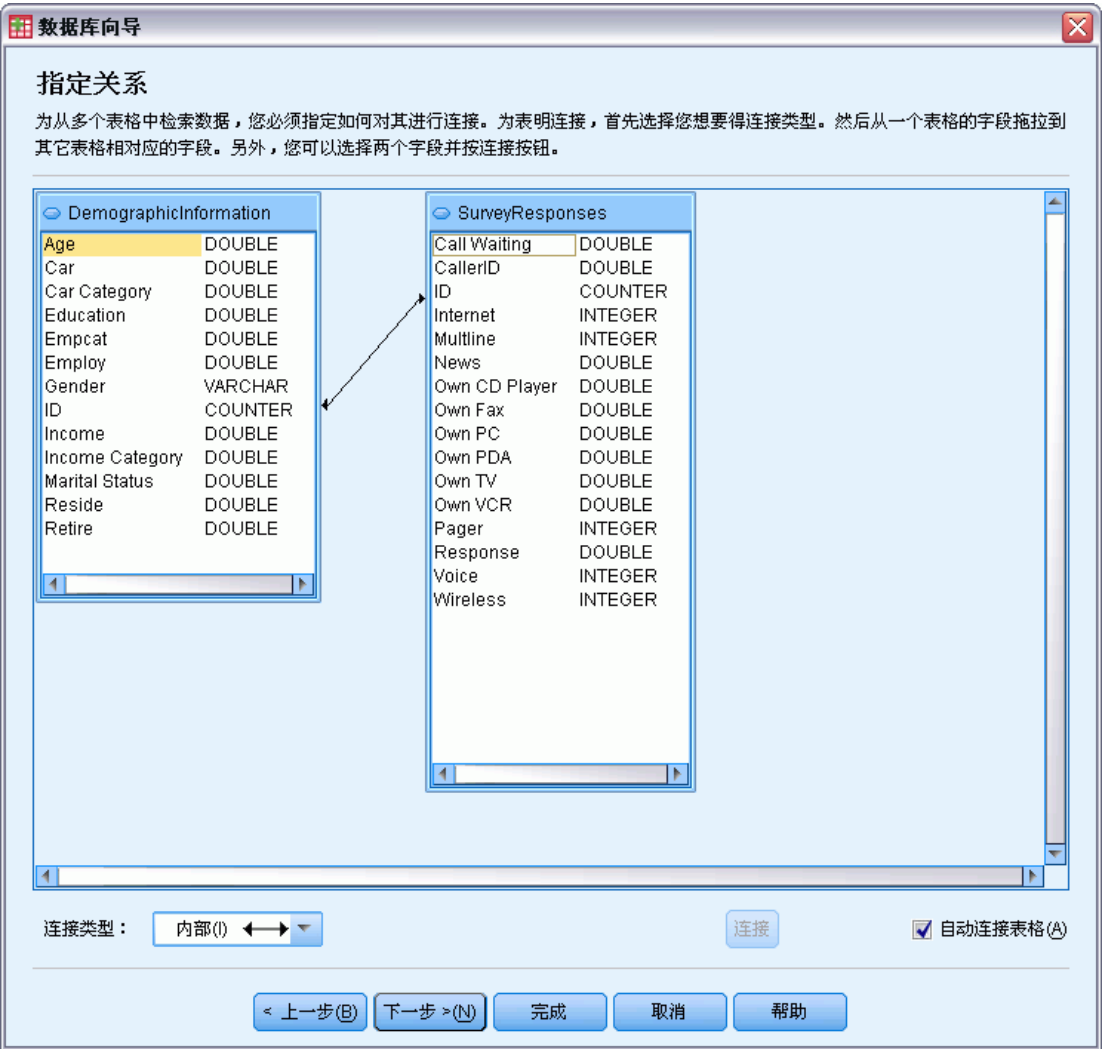 数据库向导
指定关系
为从多个表格中检索数据，您必须指定如何对其进行连接。为表明连接，首先选择您想要得连接类型。然后从一个表格的字段拖拉到
其它表格相对应的字段。另外，您可以选择两个字段并按连接按钮。
DemographicInformation
Age DOUBLE
Car DOUBLE
Car Category DOUBLE
Education DOUBLE
Empcat DOUBLE
Employ DOUBLE
Gender VARCHAR
ID COUNTER
Income DOUBLE
Income Category DOUBLE
Marital Status DOUBLE
Reside DOUBLE
Retire DOUBLE
SurveyResponses
Call Waiting DOUBLE
CallerID DOUBLE
ID COUNTER
Internet INTEGER
Multline INTEGER
News DOUBLE
Own CD Player DOUBLE
Own Fax DOUBLE
Own PC DOUBLE
Own PDA DOUBLE
Own TV DOUBLE
Own VCR DOUBLE
Pager INTEGER
Response DOUBLE
Voice INTEGER
Wireless INTEGER
连接类型： 内部(I) 连接 自动连接表格(A)
< 上一步(B) 下一步 >(N) 完成 取消 帮助